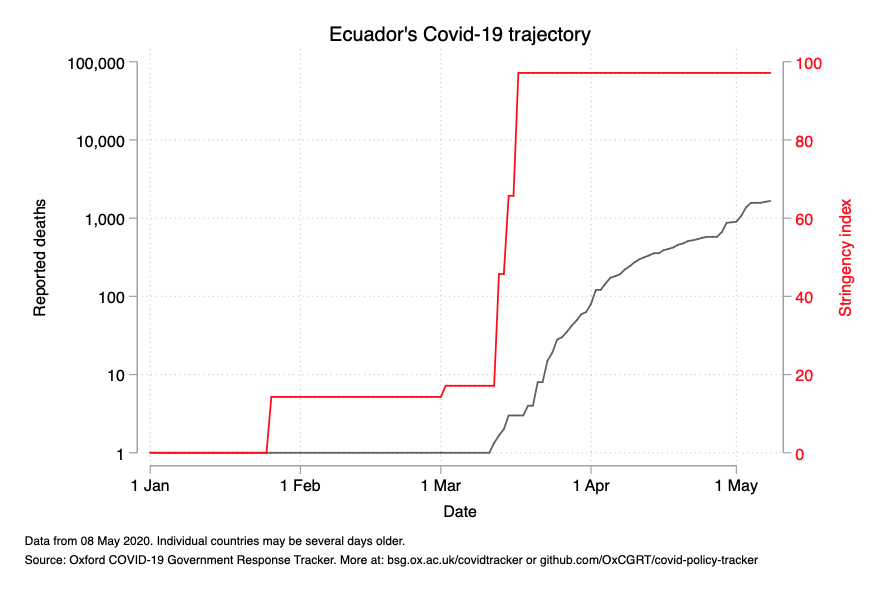 Ecuador's Covid-19 trajectory
100,000
10,000
1,000
100
10
1
Reported deaths
100
80
60
40
20
0
Stringency index
1 Jan
1 Feb
1 Mar
1 Apr
1 May
Date
Data from 08 May 2020. Individual countries may be several days older.
Source: Oxford COVID-19 Government Response Tracker. More at: bsg.ox.ac.uk/covidtracker or github.com/OxCGRT/covid-policy-tracker